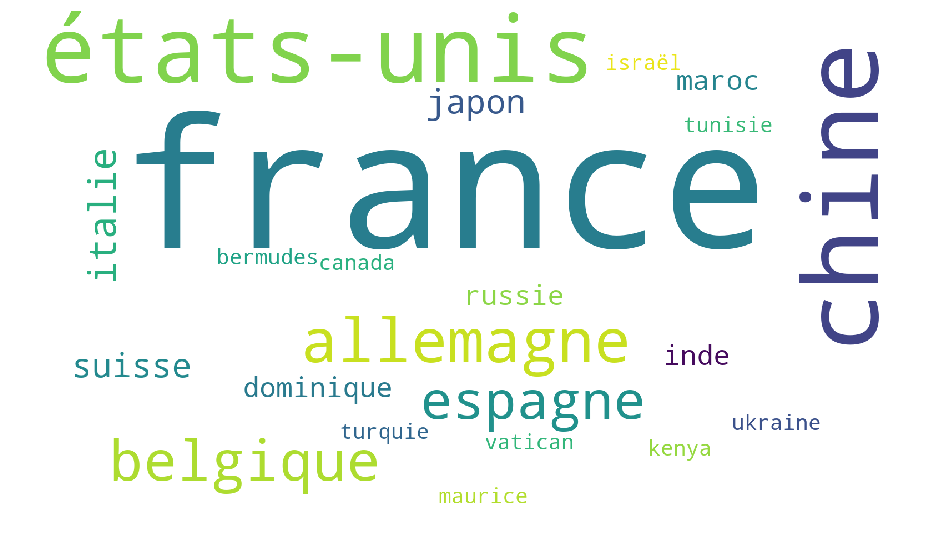 états-unis
israël
maroc
japon
tunisie
chine
france
italie
bermudes
canada
russie
allemagne
inde
suisse
dominique
espagne
ukraine
turquie
vatican
kenya
belgique
maurice